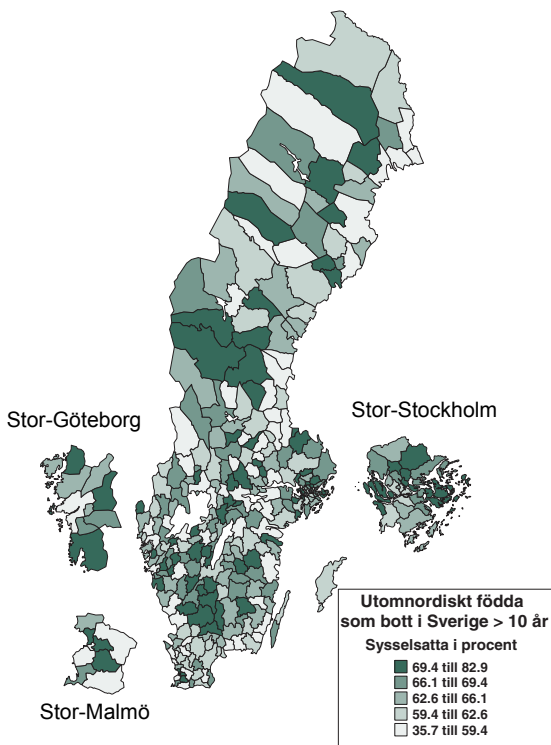 Stor-Göteborg
Stor-Stockholm
Stor-Malmö
Utomnordiskt födda
som bott i Sverige > 10 år
Sysselsatta i procent
69.4 till 82.9
66.1 till 69.4
62.6 till 66.1
59.4 till 62.6
35.7 till 59.4